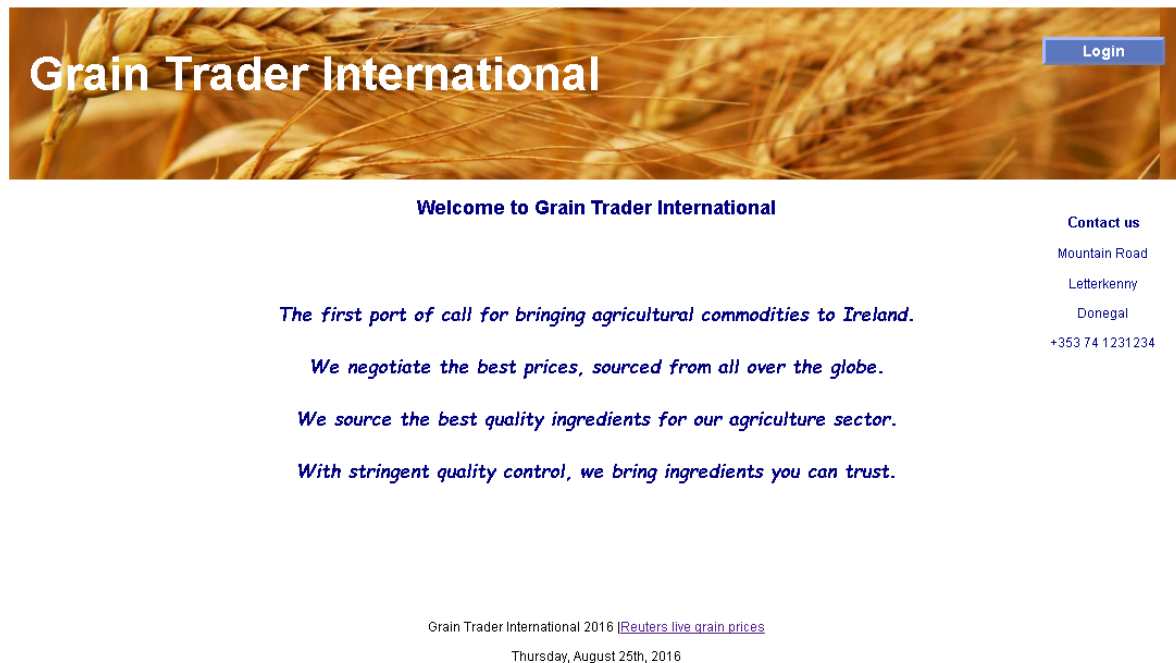 Grain Trader International
Login
Welcome to Grain Trader International
The first port of call for bringing agricultural commodities to Ireland.
We negotiate the best prices, sourced from all over the globe.
We source the best quality ingredients for our agriculture sector.
With stringent quality control, we bring ingredients you can trust.
Contact us
Mountain Road
Letterkenny
Donegal
+353 74 1231234
Grain Trader International 2016 |Reuters live grain prices
Thursday, August 25th, 2016